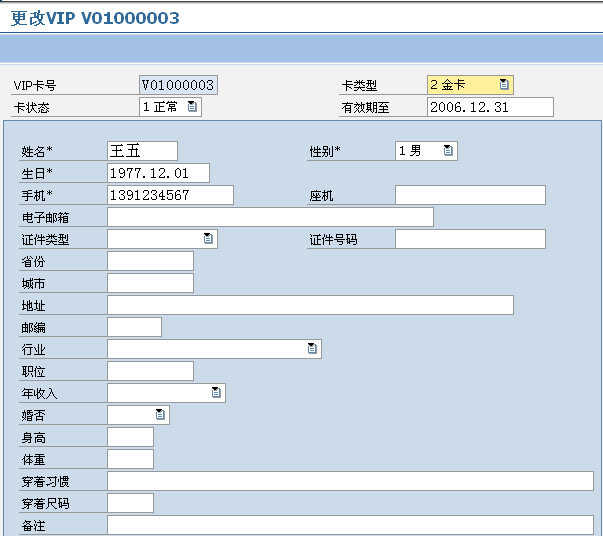 更改VIP V01000003
VIP卡号 V01000003 卡类型 2 金卡
卡状态 1 正常 有效期至 2006.12.31
姓名* 王五 性别* 1 男
生日* 1977.12.01
手机* 1391234567 座机
电子邮箱
证件类型 证件号码
省份
城市
地址
邮编
行业
职位
年收入
婚否
身高
体重
穿着习惯
穿着尺码
备注